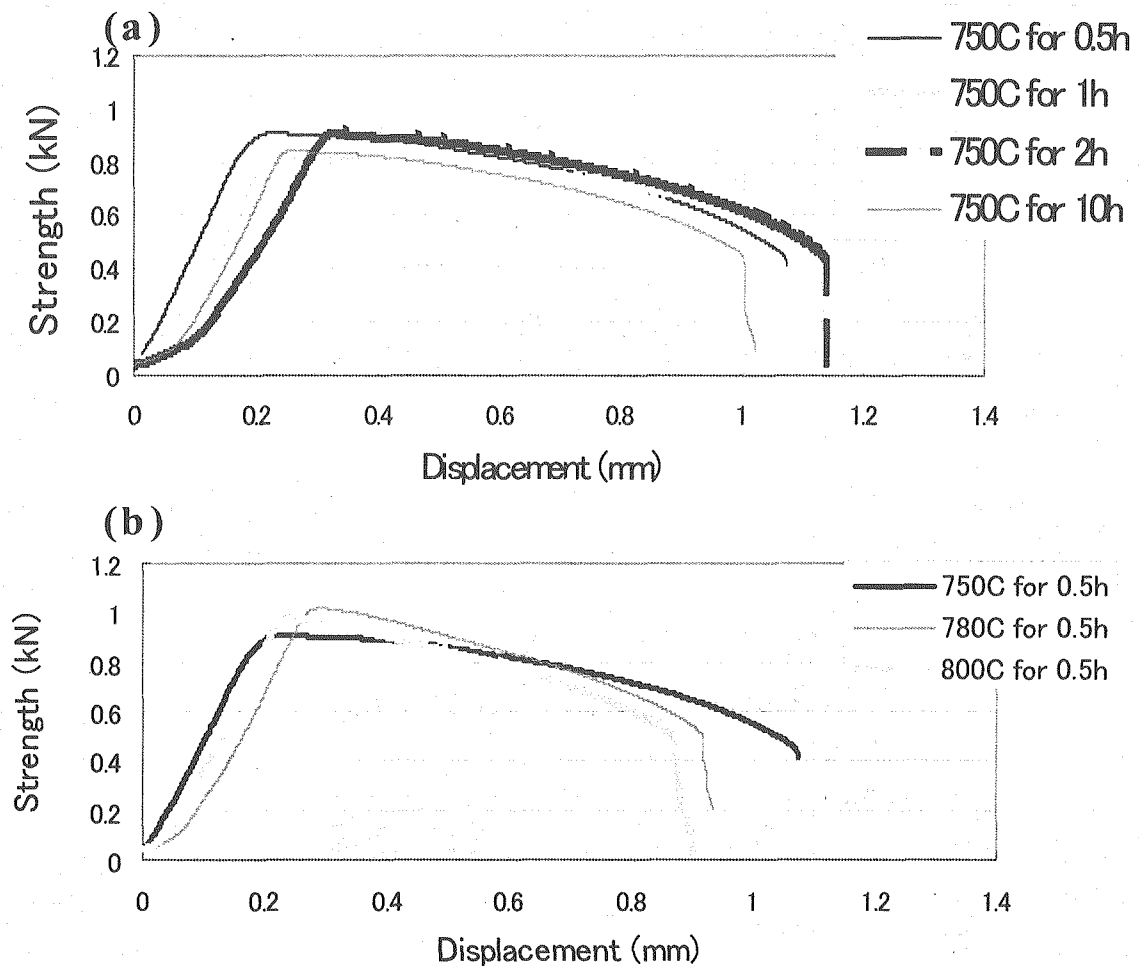 (a)
750C for 0.5h
750C for 1h
750C for 2h
750C for 10h
Strength (kN)
1.2
1
0.8
0.6
0.4
0.2
0
0 0.2 0.4 0.6 0.8 1 1.2 1.4
Displacement (mm)
(b)
750C for 0.5h
780C for 0.5h
800C for 0.5h
Strength (kN)
1.2
1
0.8
0.6
0.4
0.2
0
0 0.2 0.4 0.6 0.8 1 1.2 1.4
Displacement (mm)